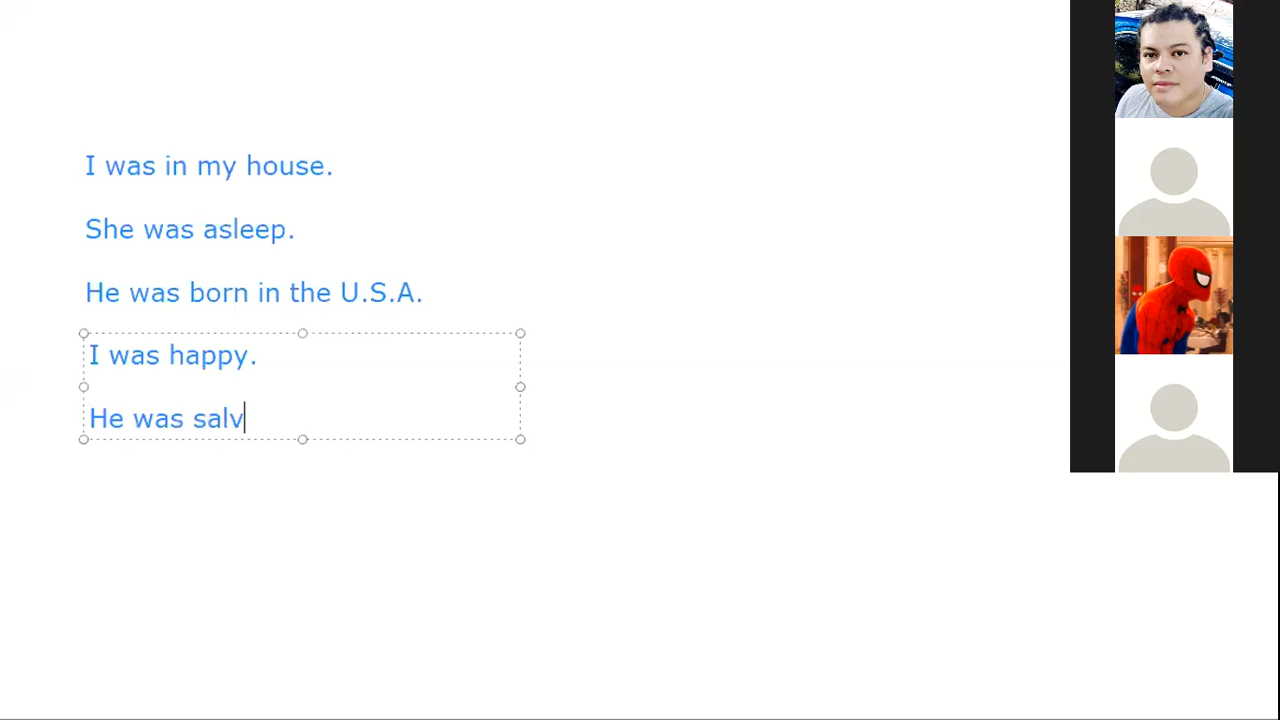 I was in my house.
She was asleep.
He was born in the U.S.A.
I was happy.
He was salv